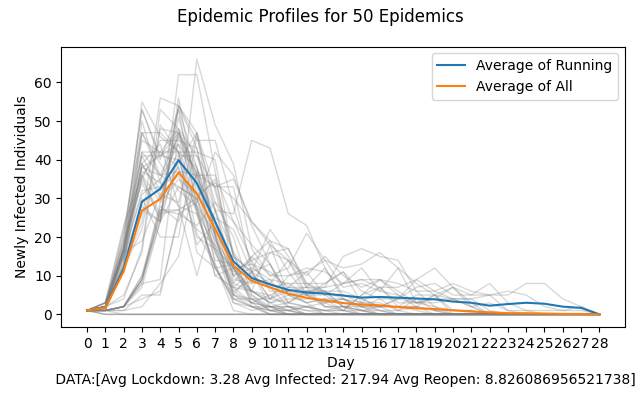 Epidemic Profiles for 50 Epidemics
Average of Running
Average of All
Newly Infected Individuals
60
50
40
30
20
10
0
0 1 2 3 4 5 6 7 8 9 10 11 12 13 14 15 16 17 18 19 20 21 22 23 24 25 26 27 28
Day
DATA:[Avg Lockdown: 3.28 Avg Infected: 217.94 Avg Reopen: 8.826086956521738]